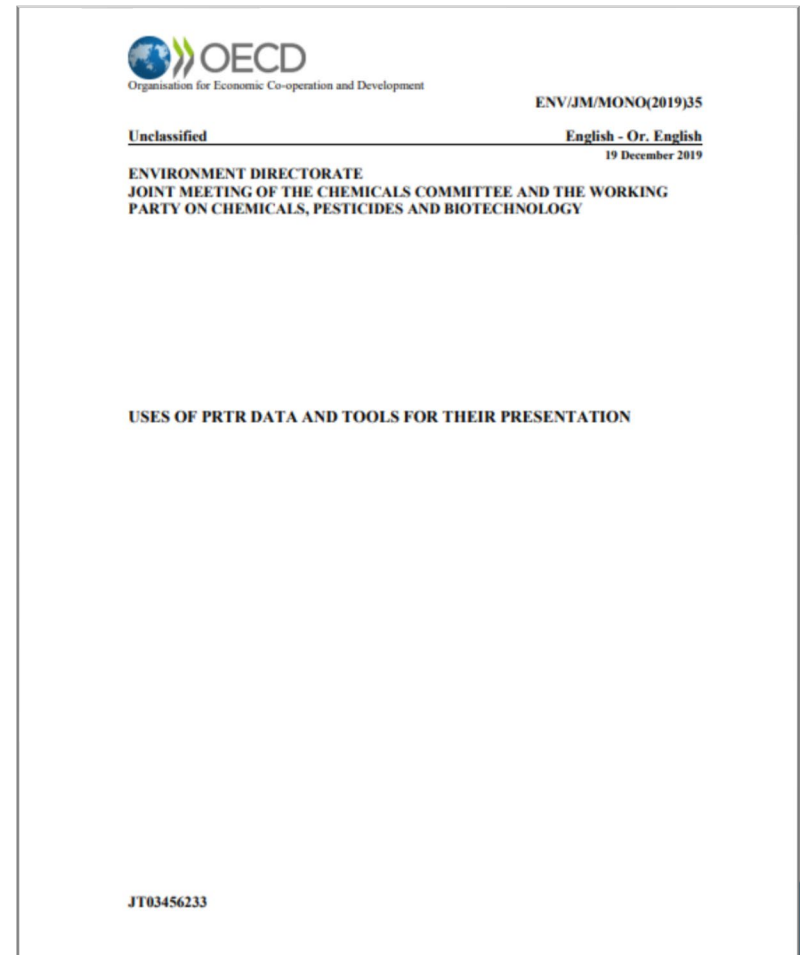 OECD
Organisation for Economic Co-operation and Development
ENV/JM/MONO(2019)35
Unclassified English - Or. English
19 December 2019
ENVIRONMENT DIRECTORATE
JOINT MEETING OF THE CHEMICALS COMMITTEE AND THE WORKING
PARTY ON CHEMICALS, PESTICIDES AND BIOTECHNOLOGY
USES OF PRTR DATA AND TOOLS FOR THEIR PRESENTATION
JT03456233